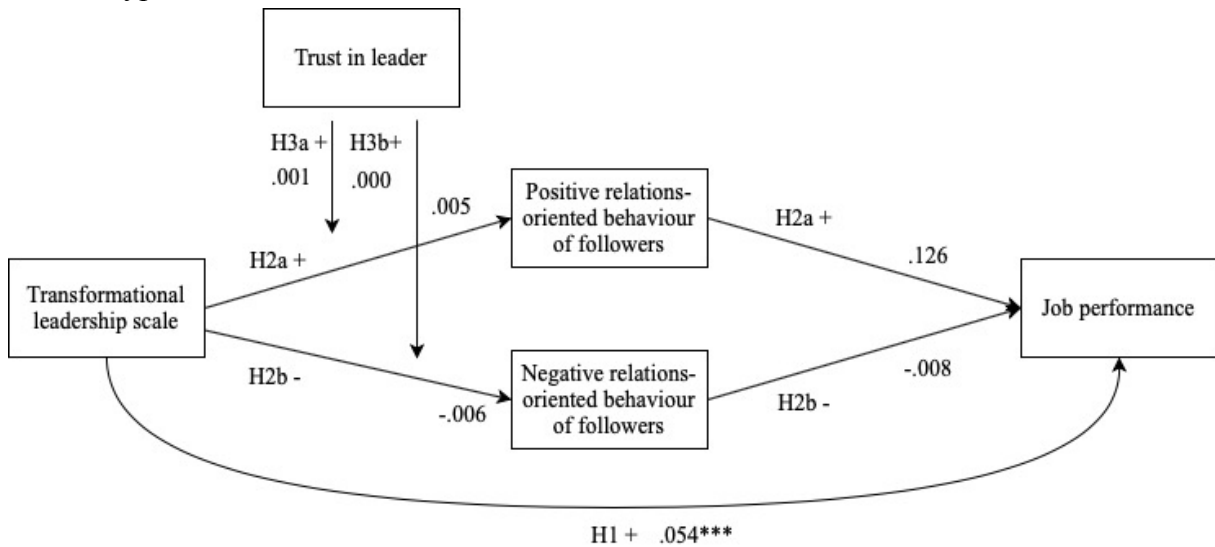 Trust in leader
H3a + H3b+
.001 .000
.005
Positive relations-
oriented behaviour
of followers
H2a +
H2a +
.126
Transformational
leadership scale
Job performance
H2b -
-.006
Negative relations-
oriented behaviour
of followers
-.008
H2b -
H1 + .054***